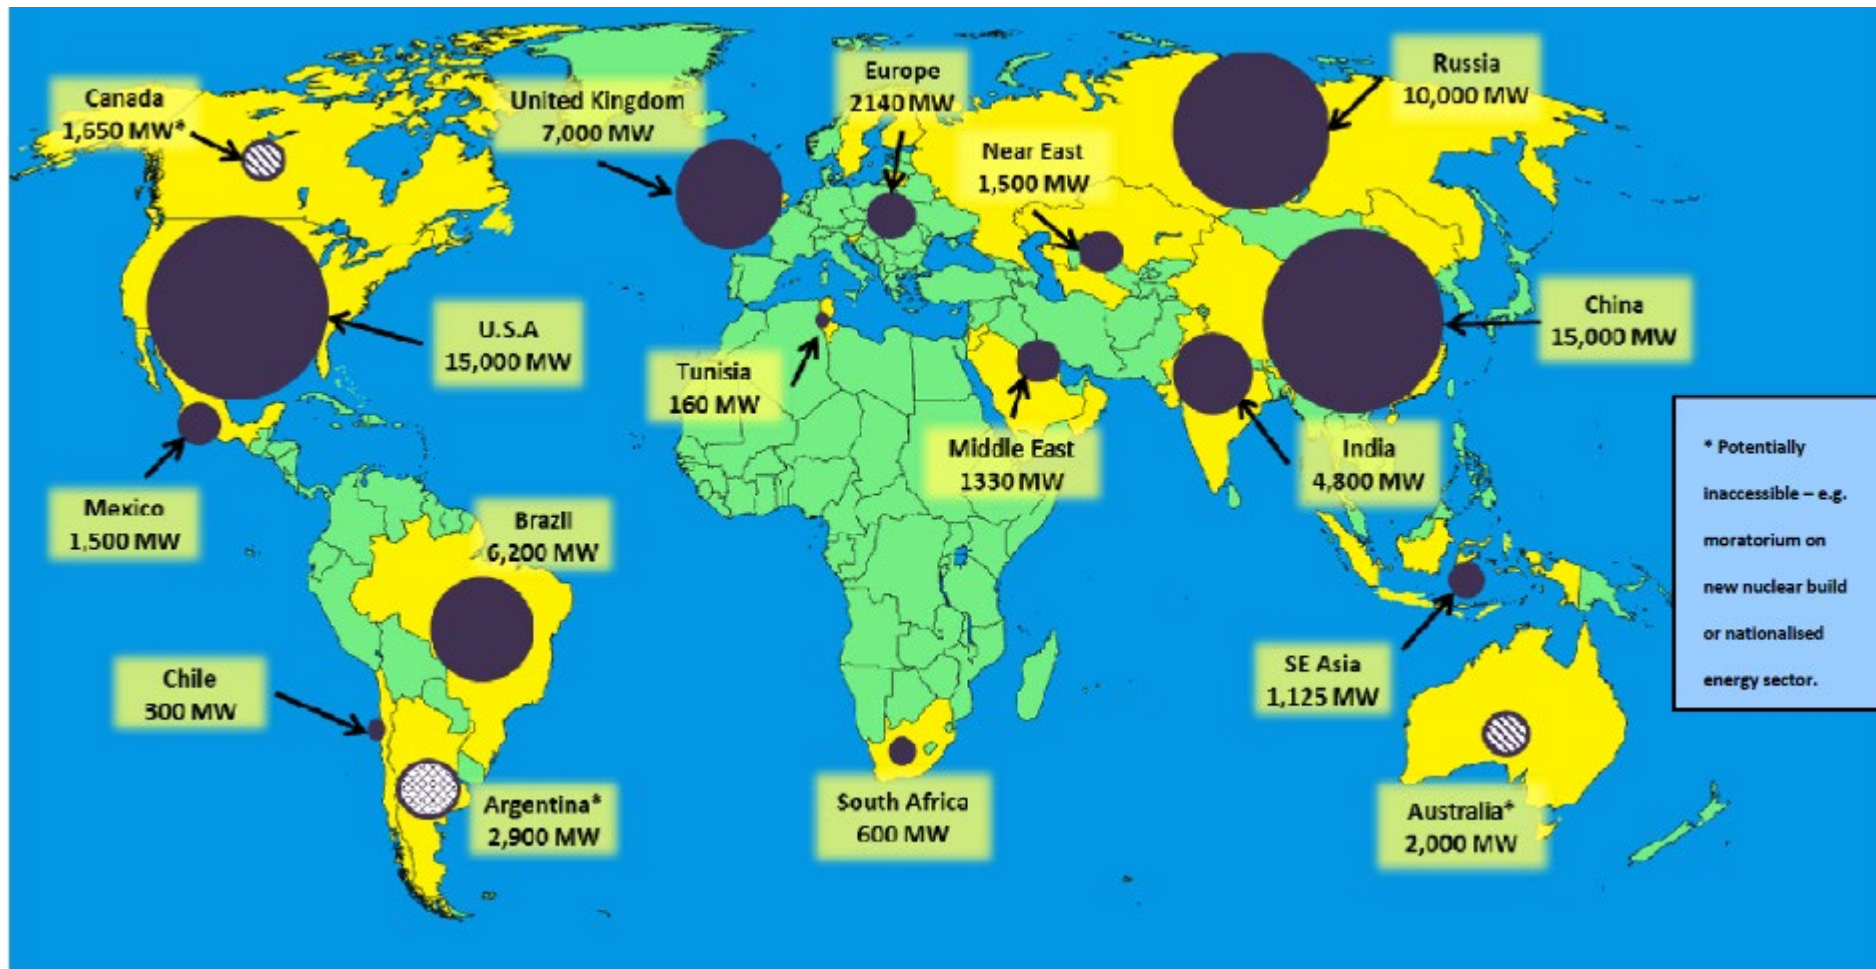 Canada
1,650 MW*
United Kingdom
7,000 MW
Europe
2140 MW
Russia
10,000 MW
Near East
1,500 MW
U.S.A
15,000 MW
Tunisia
160 MW
China
15,000 MW
Middle East
1330 MW
India
4,800 MW
Mexico
1,500 MW
Brazil
6,200 MW
Chile
300 MW
Argentina*
2,900 MW
South Africa
600 MW
SE Asia
1,125 MW
Australia*
2,000 MW
* Potentially
inaccessible – e.g.
moratorium on
new nuclear build
or nationalised
energy sector.